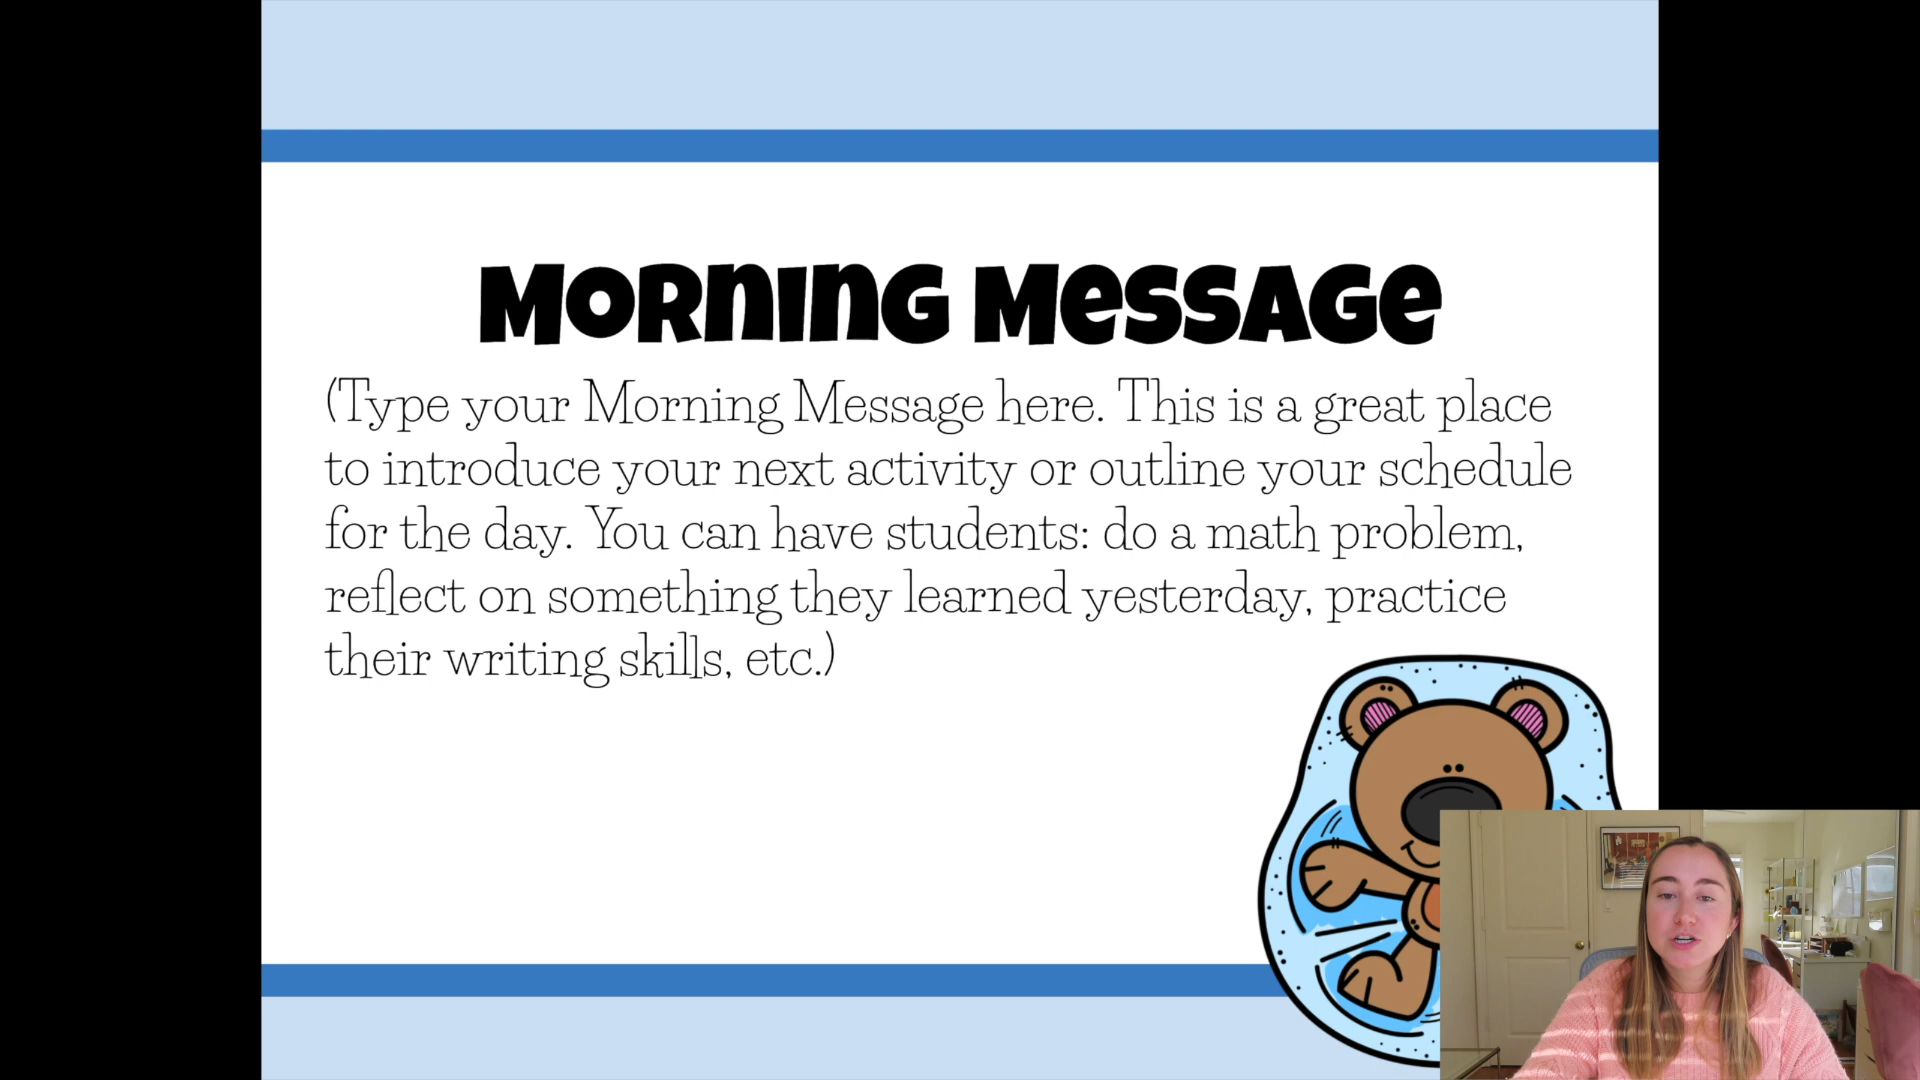 Morning Message
(Type your Morning Message here. This is a great place
to introduce your next activity or outline your schedule
for the day. You can have students: do a math problem,
reflect on something they learned yesterday, practice
their writing skills, etc.)